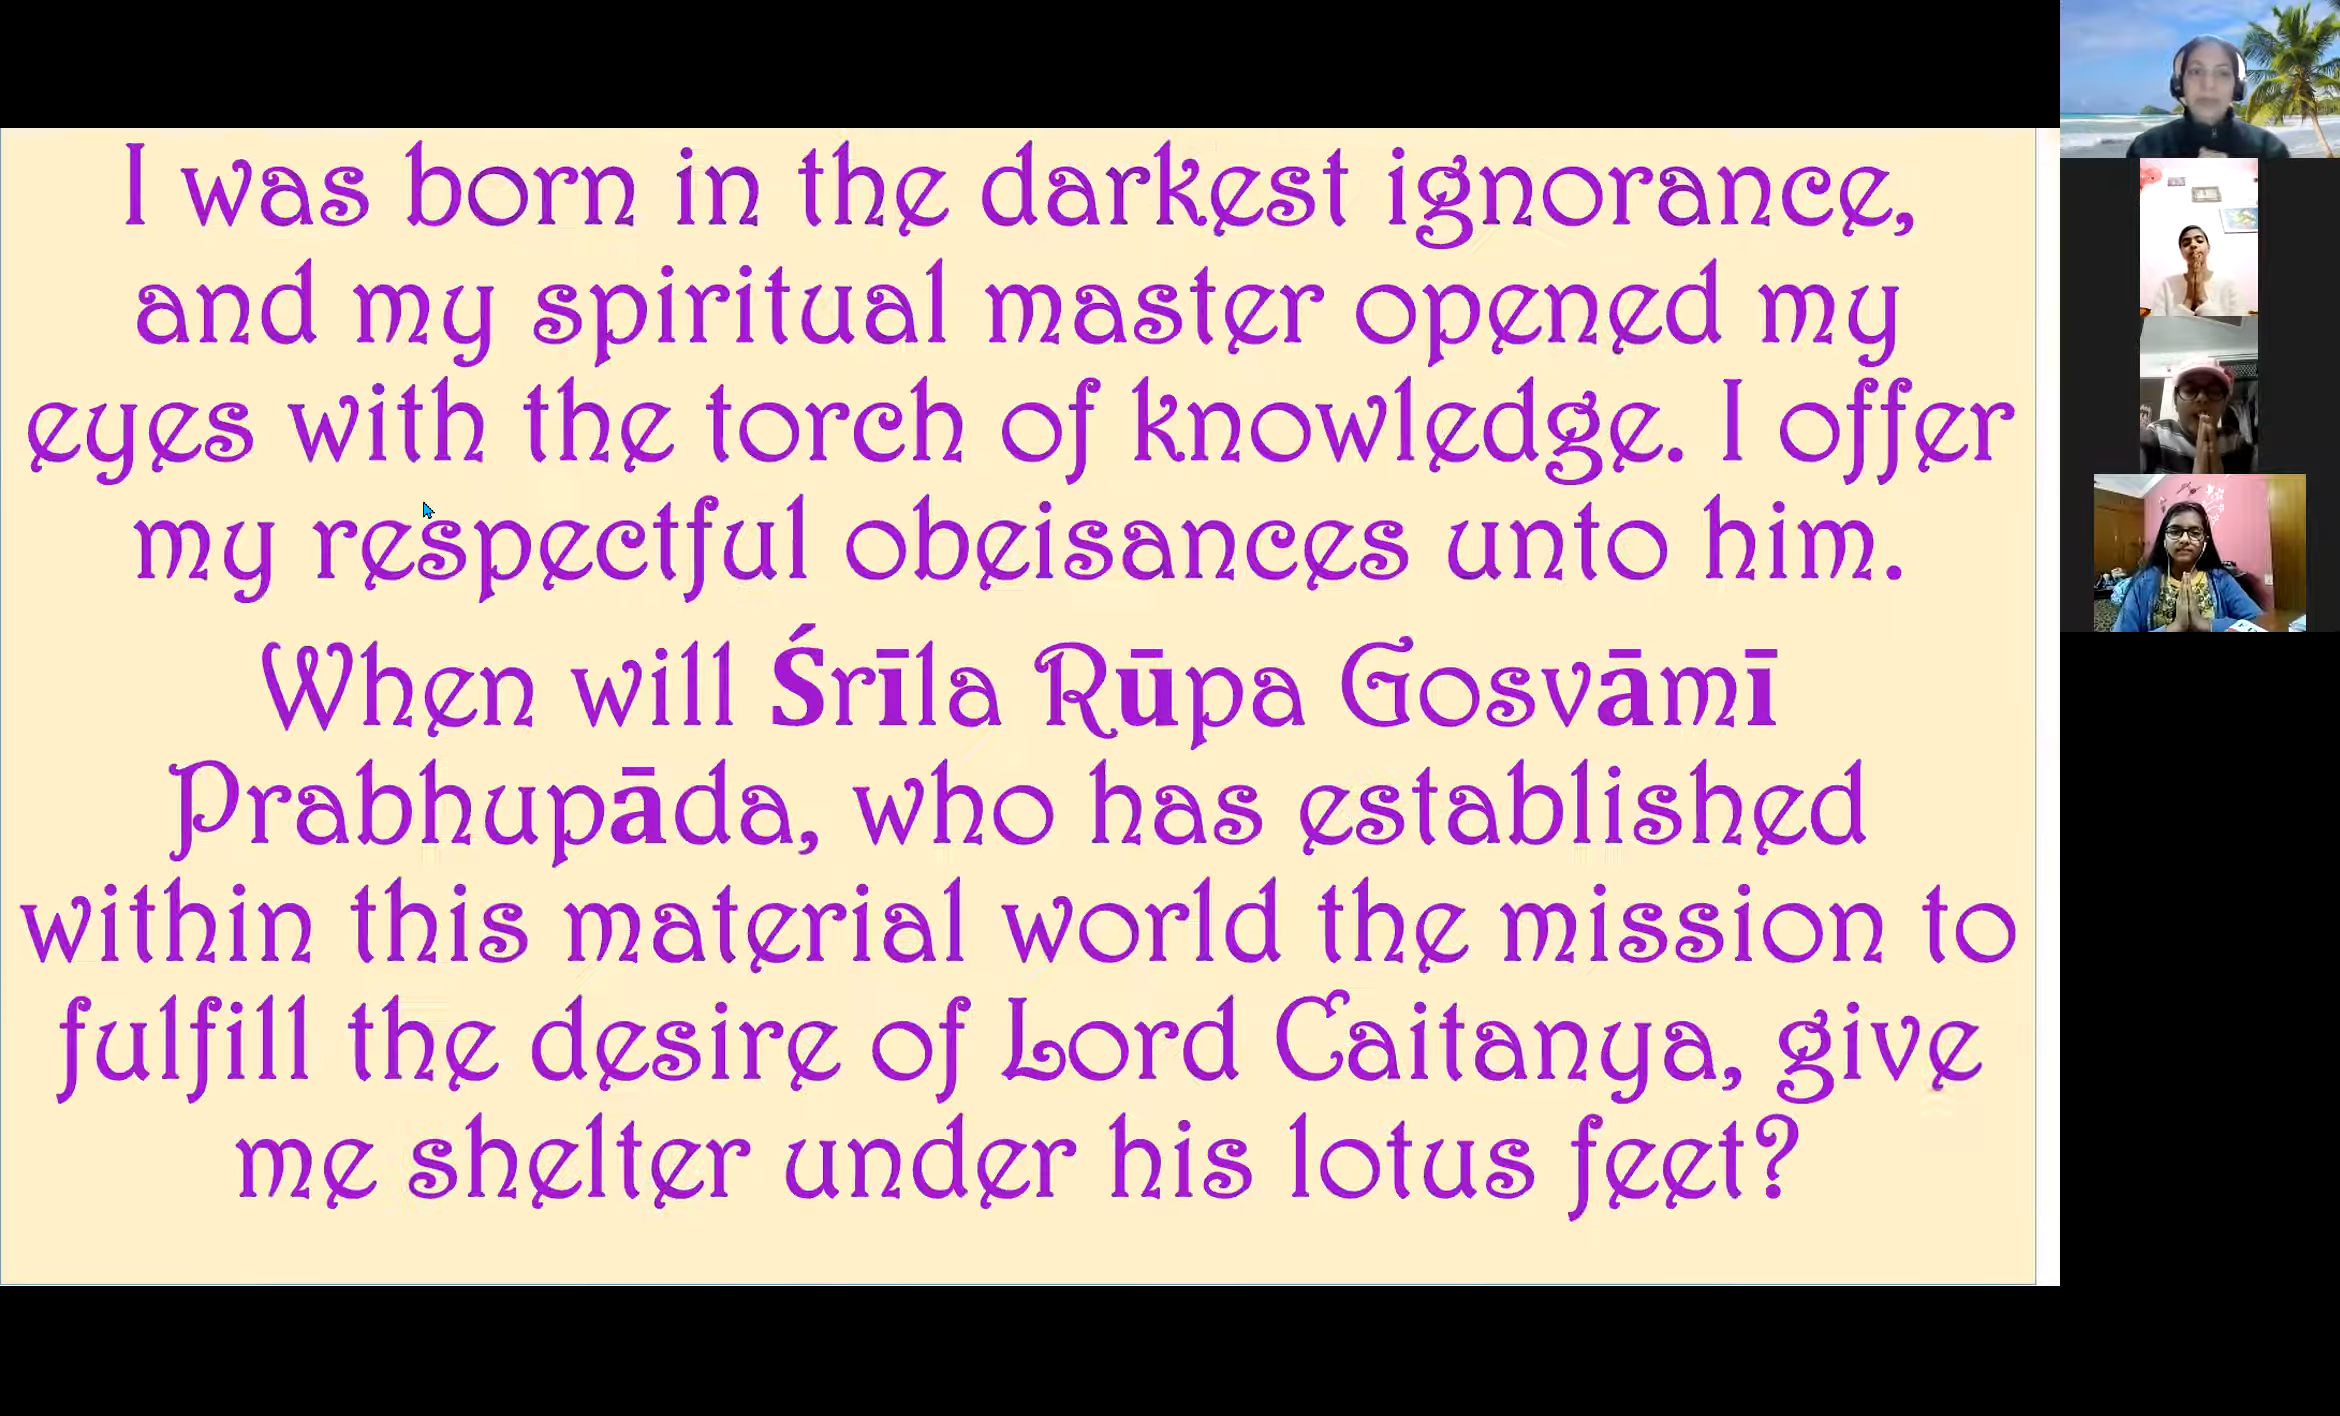 I was born in the darkest ignorance,
and my spiritual master opened my
eyes with the torch of knowledge. I offer
my respectful obeisances unto him.
When will Śrīla Rūpa Gosvāmī
Prabhupāda, who has established
within this material world the mission to
fulfill the desire of Lord Caitanya, give
me shelter under his lotus feet?